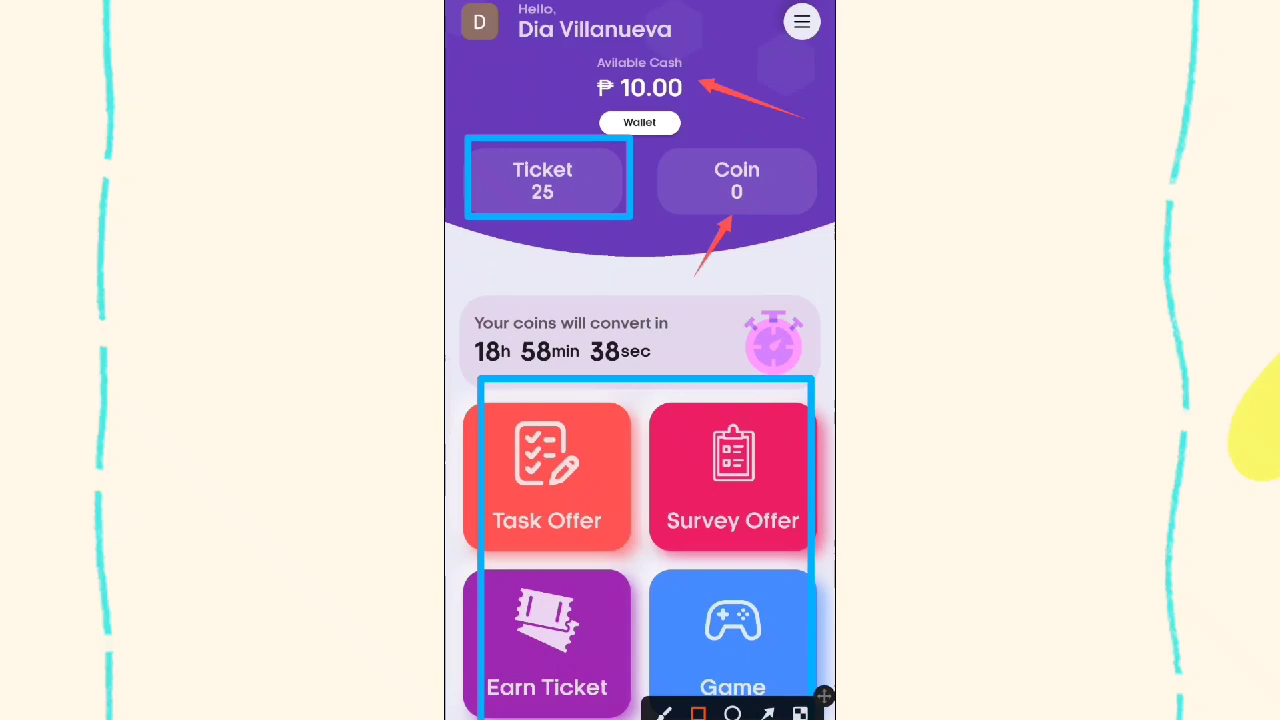 D
Hello,
Dia Villanueva
Avilable Cash
₱ 10.00
Wallet
Ticket
25
Coin
0
Your coins will convert in
18h 58min 38sec
Task Offer
Survey Offer
Earn Ticket
Game